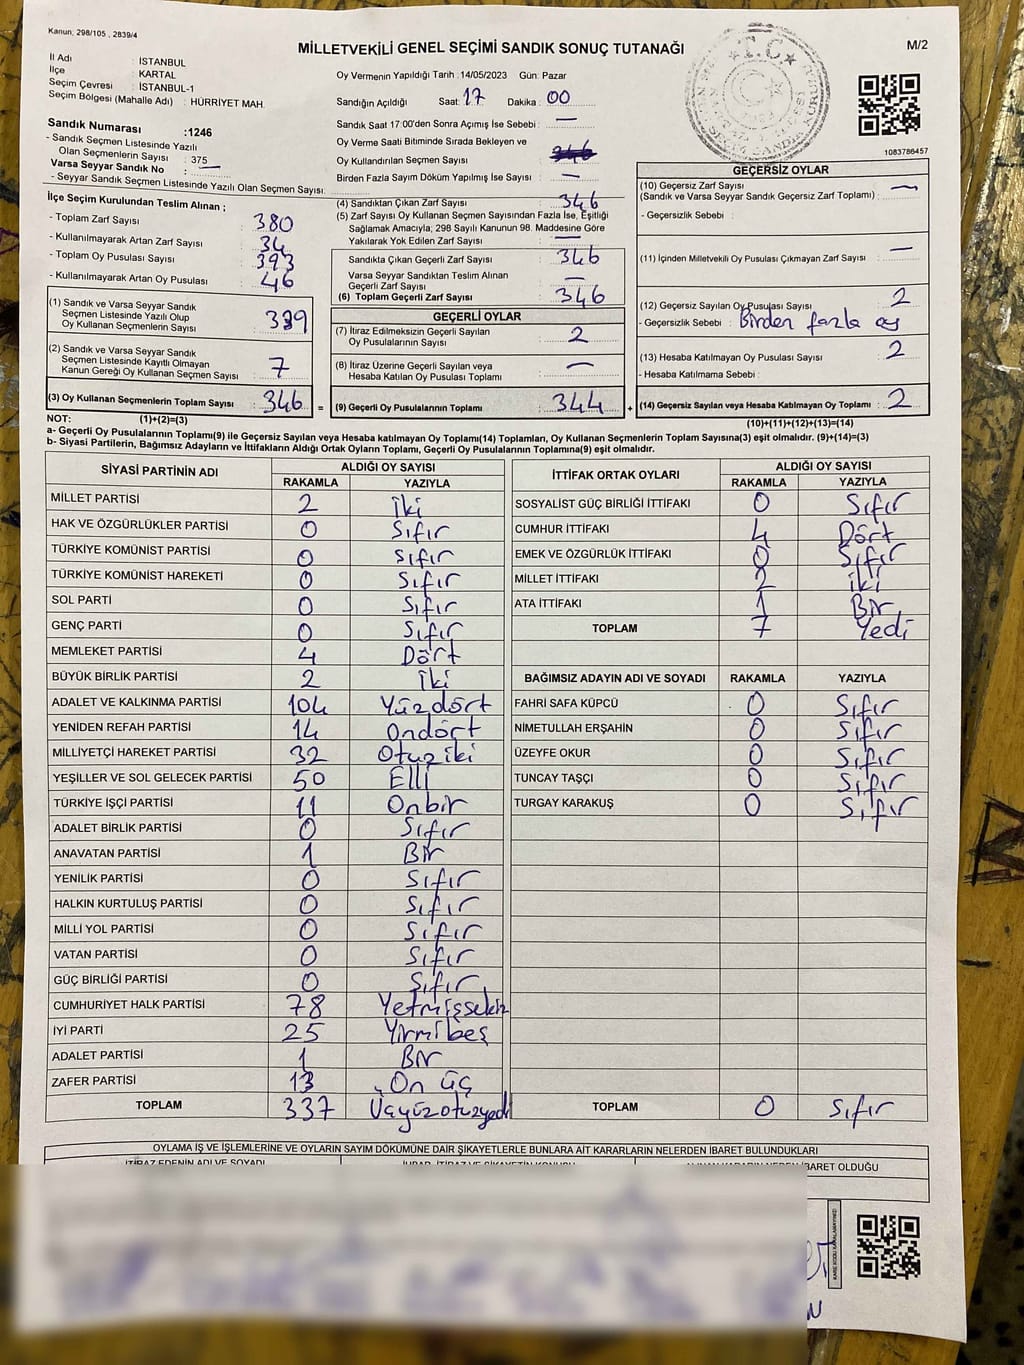 Kanun: 298/105 , 2839/4
MİLLETVEKİLİ GENEL SEÇİMİ SANDIK SONUÇ TUTANAĞI
M/2
İl Adı : İSTANBUL
İlçe : KARTAL
Seçim Çevresi : İSTANBUL-1
Seçim Bölgesi (Mahalle Adı) : HÜRRİYET MAH.
Sandık Numarası :1246
- Sandık Seçmen Listesinde Yazılı
Olan Seçmenlerin Sayısı : 375
Varsa Seyyar Sandık No : —
- Seyyar Sandık Seçmen Listesinde Yazılı Olan Seçmen Sayısı:
Oy Vermenin Yapıldığı Tarih :14/05/2023 Gün: Pazar
Sandığın Açıldığı Saat: 17 Dakika : 00
Sandık Saat 17:00'den Sonra Açımış İse Sebebi : —
Oy Verme Saati Bitiminde Sırada Bekleyen ve
Oy Kullandırılan Seçmen Sayısı : 346
Birden Fazla Sayım Döküm Yapılmış İse Sayısı : —
T.C.
1083786457
İlçe Seçim Kurulundan Teslim Alınan ;
- Toplam Zarf Sayısı : 380
- Kullanılmayarak Artan Zarf Sayısı : 34
- Toplam Oy Pusulası Sayısı : 393
- Kullanılmayarak Artan Oy Pusulası : 46
(1) Sandık ve Varsa Seyyar Sandık
Seçmen Listesinde Yazılı Olup
Oy Kullanan Seçmenlerin Sayısı : 339
(2) Sandık ve Varsa Seyyar Sandık
Seçmen Listesinde Kayıtlı Olmayan
Kanun Gereği Oy Kullanan Seçmen Sayısı : 7
(3) Oy Kullanan Seçmenlerin Toplam Sayısı : 346
(4) Sandıktan Çıkan Zarf Sayısı : 346
(5) Zarf Sayısı Oy Kullanan Seçmen Sayısından Fazla İse, Eşitliği
Sağlamak Amacıyla; 298 Sayılı Kanunun 98. Maddesine Göre
Yakılarak Yok Edilen Zarf Sayısı : —
Sandıkta Çıkan Geçerli Zarf Sayısı : 346
Varsa Seyyar Sandıktan Teslim Alınan
Geçerli Zarf Sayısı : —
(6) Toplam Geçerli Zarf Sayısı : 346
GEÇERLİ OYLAR
(7) İtiraz Edilmeksizin Geçerli Sayılan
Oy Pusulalarının Sayısı : 2
(8) İtiraz Üzerine Geçerli Sayılan veya
Hesaba Katılan Oy Pusulası Toplamı : —
= (9) Geçerli Oy Pusulalarının Toplamı : 344
GEÇERSİZ OYLAR
(10) Geçersiz Zarf Sayısı
(Sandık ve Varsa Seyyar Sandık Geçersiz Zarf Toplamı) : —
- Geçersizlik Sebebi :
(11) İçinden Milletvekili Oy Pusulası Çıkmayan Zarf Sayısı : —
(12) Geçersiz Sayılan Oy Pusulası Sayısı : 2
- Geçersizlik Sebebi : Birden fazla oy
(13) Hesaba Katılmayan Oy Pusulası Sayısı : 2
- Hesaba Katılmama Sebebi :
+ (14) Geçersiz Sayılan veya Hesaba Katılmayan Oy Toplamı : 2
NOT: (1)+(2)=(3)
(10)+(11)+(12)+(13)=(14)
a- Geçerli Oy Pusulalarının Toplamı(9) ile Geçersiz Sayılan veya Hesaba katılmayan Oy Toplamı(14) Toplamları, Oy Kullanan Seçmenlerin Toplam Sayısına(3) eşit olmalıdır. (9)+(14)=(3)
b- Siyasi Partilerin, Bağımsız Adayların ve İttifakların Aldığı Ortak Oyların Toplamı, Geçerli Oy Pusulalarının Toplamına(9) eşit olmalıdır.
SİYASİ PARTİNİN ADI ALDIĞI OY SAYISI
RAKAMLA YAZIYLA
MİLLET PARTİSİ 2 İki
HAK VE ÖZGÜRLÜKLER PARTİSİ 0 Sıfır
TÜRKİYE KOMÜNİST PARTİSİ 0 Sıfır
TÜRKİYE KOMÜNİST HAREKETİ 0 Sıfır
SOL PARTİ 0 Sıfır
GENÇ PARTİ 0 Sıfır
MEMLEKET PARTİSİ 4 Dört
BÜYÜK BİRLİK PARTİSİ 2 İki
ADALET VE KALKINMA PARTİSİ 104 Yüzdört
YENİDEN REFAH PARTİSİ 14 Ondört
MİLLİYETÇİ HAREKET PARTİSİ 32 Otuziki
YEŞİLLER VE SOL GELECEK PARTİSİ 50 Elli
TÜRKİYE İŞÇİ PARTİSİ 11 Onbir
ADALET BİRLİK PARTİSİ 0 Sıfır
ANAVATAN PARTİSİ 1 Bir
YENİLİK PARTİSİ 0 Sıfır
HALKIN KURTULUŞ PARTİSİ 0 Sıfır
MİLLİ YOL PARTİSİ 0 Sıfır
VATAN PARTİSİ 0 Sıfır
GÜÇ BİRLİĞİ PARTİSİ 0 Sıfır
CUMHURİYET HALK PARTİSİ 78 Yetmişsekiz
İYİ PARTİ 25 Yirmibeş
ADALET PARTİSİ 1 Bir
ZAFER PARTİSİ 13 On üç
TOPLAM 337 Üçyüzotuzyedi
İTTİFAK ORTAK OYLARI ALDIĞI OY SAYISI
RAKAMLA YAZIYLA
SOSYALİST GÜÇ BİRLİĞİ İTTİFAKI 0 Sıfır
CUMHUR İTTİFAKI 4 Dört
EMEK VE ÖZGÜRLÜK İTTİFAKI 0 Sıfır
MİLLET İTTİFAKI 2 İki
ATA İTTİFAKI 1 Bir
TOPLAM 7 Yedi
BAĞIMSIZ ADAYIN ADI VE SOYADI RAKAMLA YAZIYLA
FAHRİ SAFA KÜPCÜ 0 Sıfır
NİMETULLAH ERŞAHİN 0 Sıfır
ÜZEYFE OKUR 0 Sıfır
TUNCAY TAŞÇI 0 Sıfır
TURGAY KARAKUŞ 0 Sıfır
TOPLAM 0 Sıfır
OYLAMA İŞ VE İŞLEMLERİNE VE OYLARIN SAYIM DÖKÜMÜNE DAİR ŞİKAYETLERLE BUNLARA AİT KARARLARIN NELERDEN İBARET BULUNDUKLARI
İTİRAZ EDENİN ADI VE SOYADI
İBARET OLDUĞU